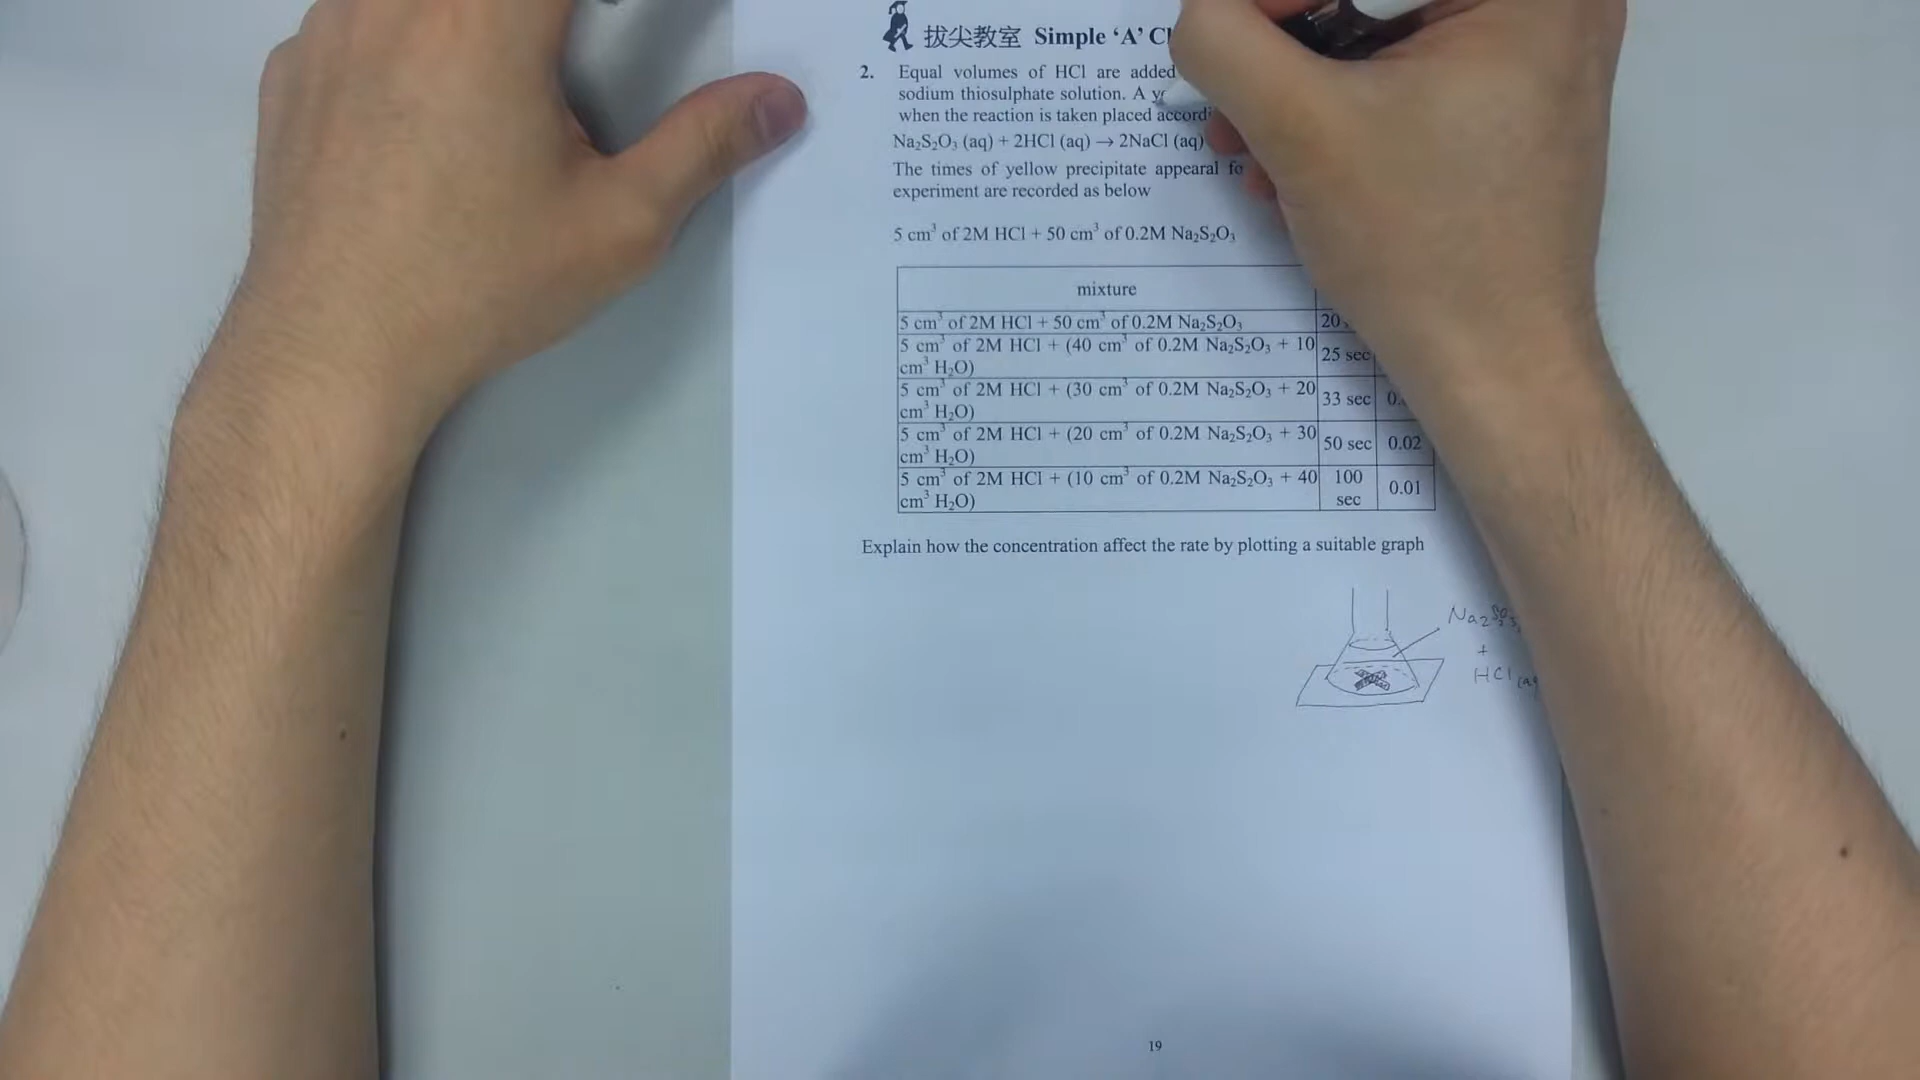 拔尖教室 Simple ‘A’
2. Equal volumes of HCl are added
sodium thiosulphate solution. A
when the reaction is taken placed
Na₂S₂O₃ (aq) + 2HCl (aq) → 2NaCl (aq)
The times of yellow precipitate appearal
experiment are recorded as below
5 cm³ of 2M HCl + 50 cm³ of 0.2M Na₂S₂O₃
mixture
5 cm³ of 2M HCl + 50 cm³ of 0.2M Na₂S₂O₃ 20
5 cm³ of 2M HCl + (40 cm³ of 0.2M Na₂S₂O₃ + 10
cm³ H₂O) 25 sec
5 cm³ of 2M HCl + (30 cm³ of 0.2M Na₂S₂O₃ + 20
cm³ H₂O) 33 sec
5 cm³ of 2M HCl + (20 cm³ of 0.2M Na₂S₂O₃ + 30
cm³ H₂O) 50 sec 0.02
5 cm³ of 2M HCl + (10 cm³ of 0.2M Na₂S₂O₃ + 40
cm³ H₂O) 100 sec 0.01
Explain how the concentration affect the rate by plotting a suitable graph
+
HCl
19